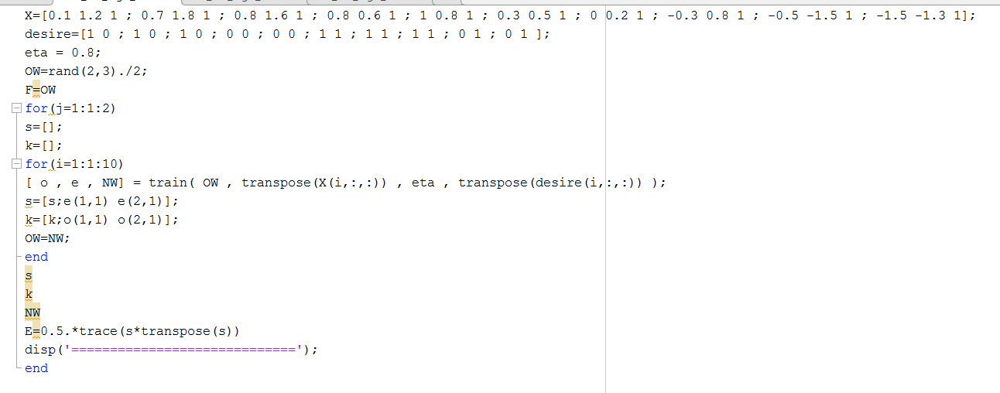 X=[0.1 1.2 1 ; 0.7 1.8 1 ; 0.8 1.6 1 ; 0.8 0.6 1 ; 1 0.8 1 ; 0.3 0.5 1 ; 0 0.2 1 ; -0.3 0.8 1 ; -0.5 -1.5 1 ; -1.5 -1.3 1];
desire=[1 0 ; 1 0 ; 1 0 ; 0 0 ; 0 0 ; 1 1 ; 1 1 ; 1 1 ; 0 1 ; 0 1 ];
eta = 0.8;
OW=rand(2,3)./2;
F=OW
for(j=1:1:2)
s=[];
k=[];
for(i=1:1:10)
[ o , e , NW] = train( OW , transpose(X(i,:,:)) , eta , transpose(desire(i,:,:)) );
s=[s;e(1,1) e(2,1)];
k=[k;o(1,1) o(2,1)];
OW=NW;
end
s
k
NW
E=0.5.*trace(s*transpose(s))
disp('=============================');
end